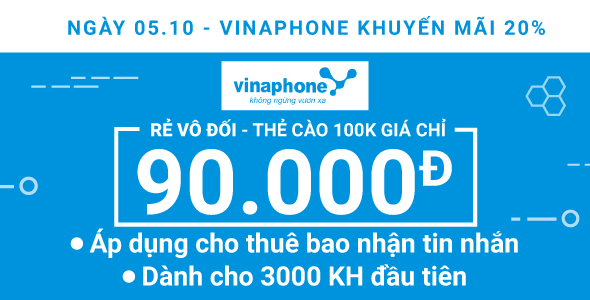 NGÀY 05.10 - VINAPHONE KHUYẾN MÃI 20%
vinaphone
không ngừng vươn xa
RẺ VÔ ĐỐI - THẺ CÀO 100K GIÁ CHỈ
90.000Đ
• Áp dụng cho thuê bao nhận tin nhắn
• Dành cho 3000 KH đầu tiên